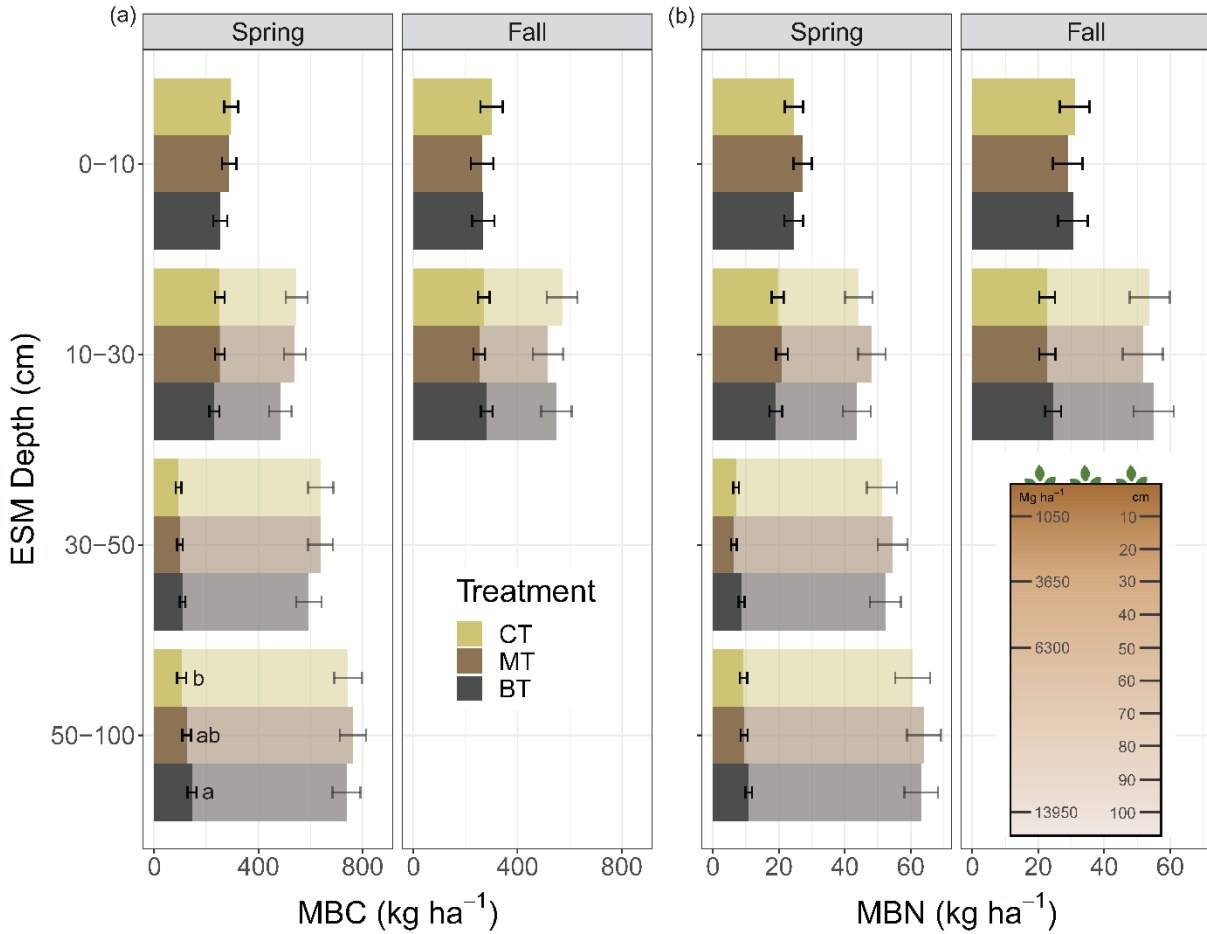 (a)
Spring
Fall
(b)
Spring
Fall
ESM Depth (cm)
0−10
10−30
30−50
50−100
b
ab
a
Treatment
CT
MT
BT
Mg ha⁻¹
cm
1050
3650
6300
13950
10
20
30
40
50
60
70
80
90
100
0
400
800
0
400
800
0
20
40
60
0
20
40
60
MBC (kg ha⁻¹)
MBN (kg ha⁻¹)